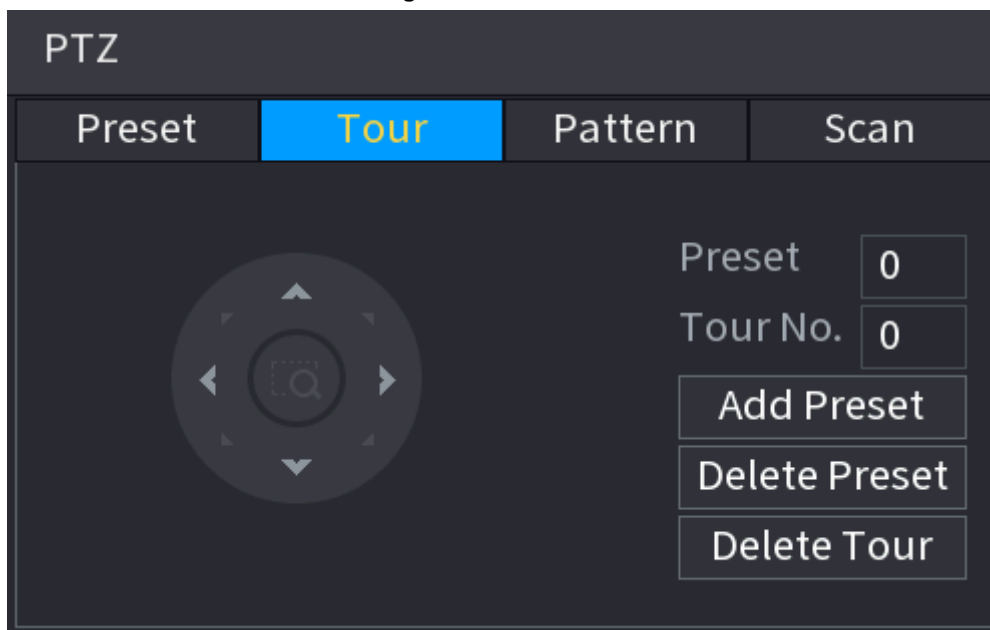 PTZ
Preset Tour Pattern Scan
Preset 0
Tour No. 0
Add Preset
Delete Preset
Delete Tour